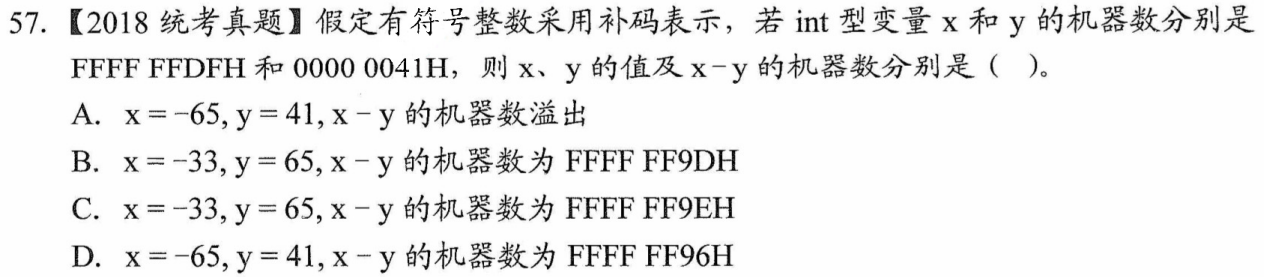 57. 【2018 统考真题】假定有符号整数采用补码表示，若 int 型变量 x 和 y 的机器数分别是
FFFF FFDFH 和 0000 0041H，则 x、y 的值及 x-y 的机器数分别是（ ）。
A. x = -65, y = 41, x - y 的机器数溢出
B. x = -33, y = 65, x - y 的机器数为 FFFF FF9DH
C. x = -33, y = 65, x - y 的机器数为 FFFF FF9EH
D. x = -65, y = 41, x - y 的机器数为 FFFF FF96H